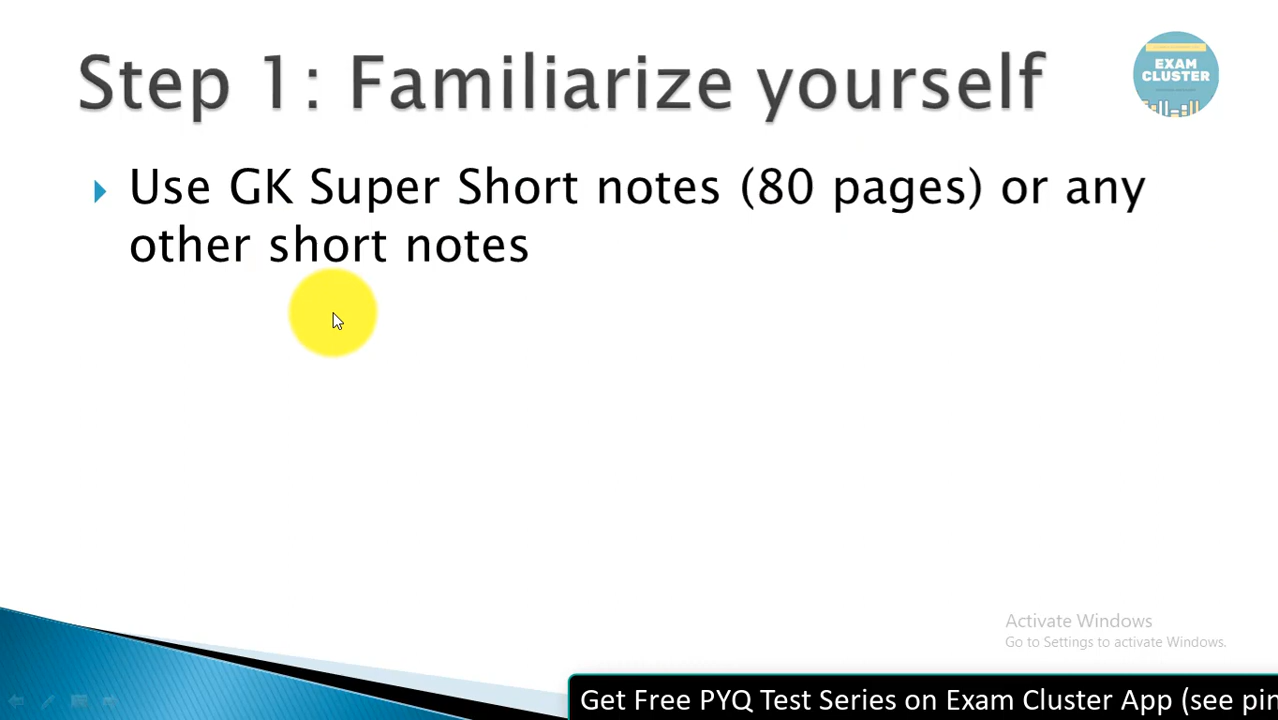 Step 1: Familiarize yourself
EXAM
CLUSTER
Use GK Super Short notes (80 pages) or any
other short notes
Activate Windows
Go to Settings to activate Windows.
Get Free PYQ Test Series on Exam Cluster App (see pin